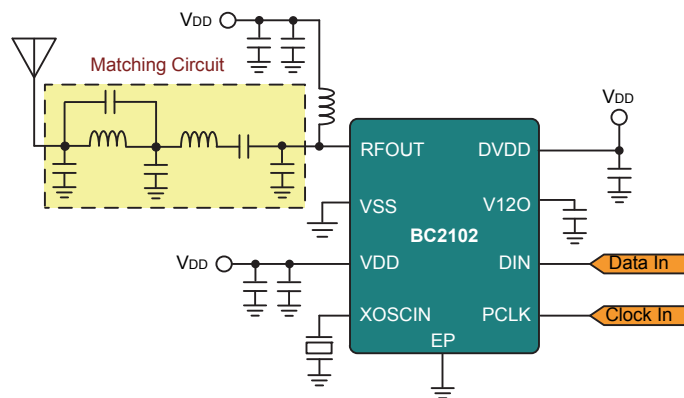 VDD
Matching Circuit
VDD
RFOUT
DVDD
VSS
V12O
BC2102
VDD
VDD
DIN
Data In
XOSCIN
PCLK
Clock In
EP